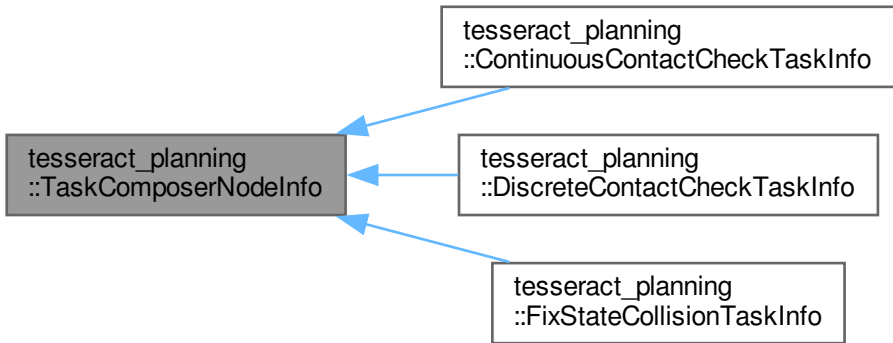 tesseract_planning
::ContinuousContactCheckTaskInfo
tesseract_planning
::TaskComposerNodeInfo
tesseract_planning
::DiscreteContactCheckTaskInfo
tesseract_planning
::FixStateCollisionTaskInfo